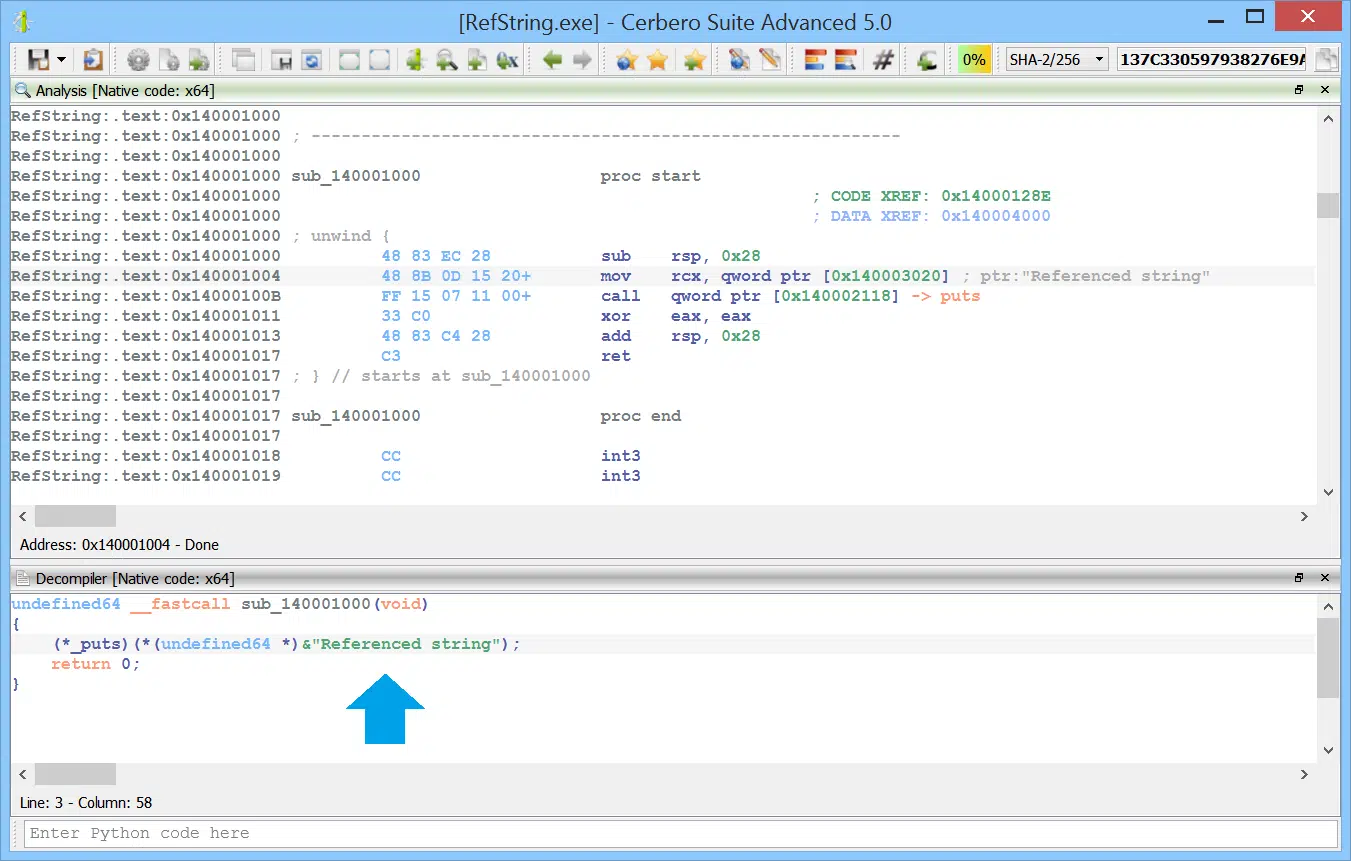 [RefString.exe] - Cerbero Suite Advanced 5.0
0% SHA-2/256 137C330597938276E9A
Analysis [Native code: x64]
RefString:.text:0x140001000
RefString:.text:0x140001000 ; -----------------------------------------------------------
RefString:.text:0x140001000
RefString:.text:0x140001000 sub_140001000 proc start
RefString:.text:0x140001000 ; CODE XREF: 0x14000128E
RefString:.text:0x140001000 ; DATA XREF: 0x140004000
RefString:.text:0x140001000 ; unwind {
RefString:.text:0x140001000 48 83 EC 28 sub rsp, 0x28
RefString:.text:0x140001004 48 8B 0D 15 20+ mov rcx, qword ptr [0x140003020] ; ptr:"Referenced string"
RefString:.text:0x14000100B FF 15 07 11 00+ call qword ptr [0x140002118] -> puts
RefString:.text:0x140001011 33 C0 xor eax, eax
RefString:.text:0x140001013 48 83 C4 28 add rsp, 0x28
RefString:.text:0x140001017 C3 ret
RefString:.text:0x140001017 ; } // starts at sub_140001000
RefString:.text:0x140001017
RefString:.text:0x140001017 sub_140001000 proc end
RefString:.text:0x140001017
RefString:.text:0x140001018 CC int3
RefString:.text:0x140001019 CC int3
Address: 0x140001004 - Done
Decompiler [Native code: x64]
undefined64 __fastcall sub_140001000(void)
{
(*_puts)(*(undefined64 *)&"Referenced string");
return 0;
}
Line: 3 - Column: 58
Enter Python code here